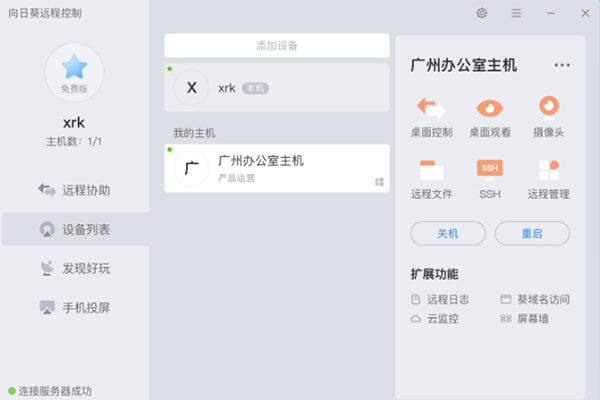 向日葵远程控制
免费版
xrk
主机数：1/1
远程协助
设备列表
发现好玩
手机投屏
连接服务器成功
添加设备
X
xrk 本机
我的主机
广
广州办公室主机
产品运营
广州办公室主机
桌面控制 桌面观看 摄像头
SSH
远程文件 SSH 远程管理
关机 重启
扩展功能
远程日志 葵域名访问
云监控 屏幕墙